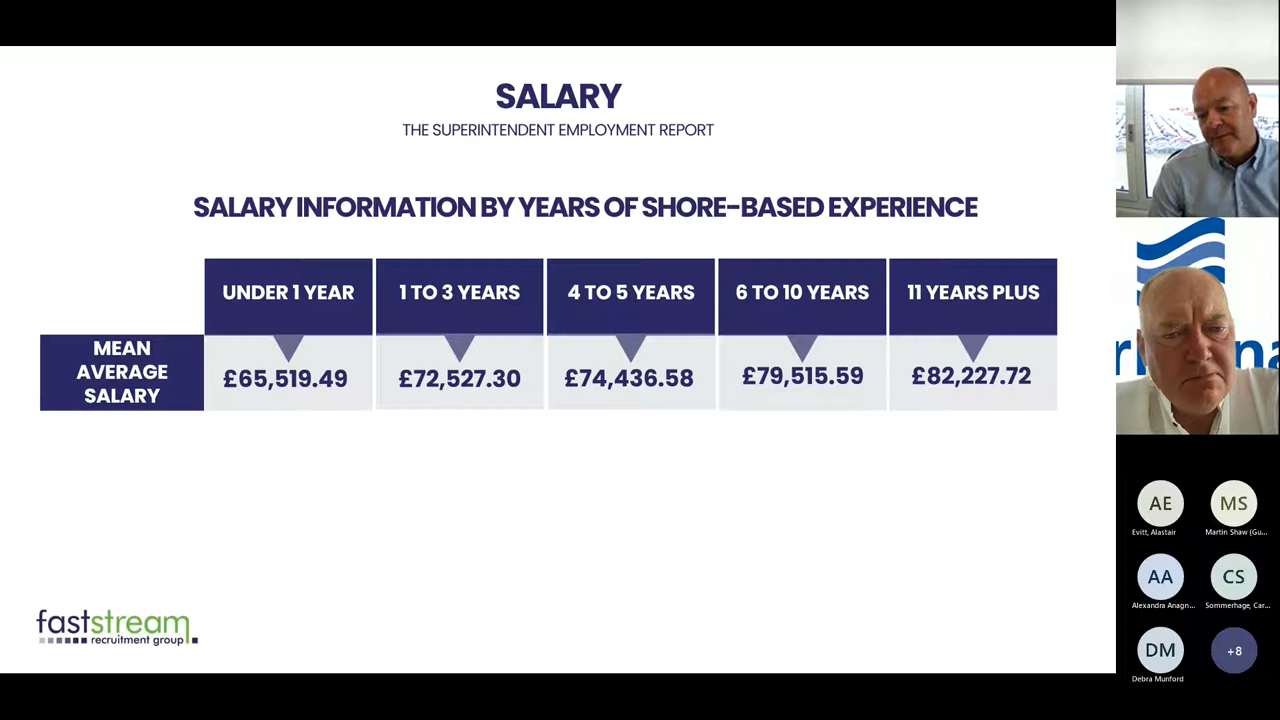 SALARY
THE SUPERINTENDENT EMPLOYMENT REPORT
SALARY INFORMATION BY YEARS OF SHORE-BASED EXPERIENCE
UNDER 1 YEAR
1 TO 3 YEARS
4 TO 5 YEARS
6 TO 10 YEARS
11 YEARS PLUS
MEAN
AVERAGE
SALARY
£65,519.49
£72,527.30
£74,436.58
£79,515.59
£82,227.72
faststream
recruitment group
AE
Evitt, Alastair
MS
Martin Shaw (Gu...
AA
Alexandra Anagn...
CS
Sommerhage, Car...
DM
Debra Munford
+8